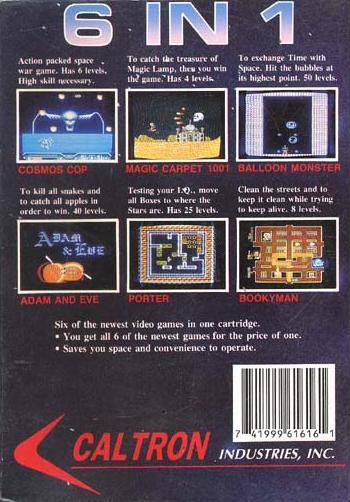 6 IN 1
Action packed space
war game. Has 6 levels.
High skill necessary.
COSMOS COP
To catch the treasure of
Magic Lamp, then you win
the game. Has 4 levels.
MAGIC CARPET 1001
To exchange Time with
Space. Hit the bubbles at
its highest point. 50 levels.
BALLOON MONSTER
To kill all snakes and
to catch all apples in
order to win. 40 levels.
ADAM
& EVE
ADAM AND EVE
Testing your I.Q., move
all Boxes to where the
Stars are. Has 25 levels.
PORTER
Clean the streets and to
keep it clean while trying
to keep alive. 8 levels.
BOOKYMAN
Six of the newest video games in one cartridge.
• You get all 6 of the newest games for the price of one.
• Saves you space and convenience to operate.
7 41999 61616 1
CALTRON INDUSTRIES, INC.